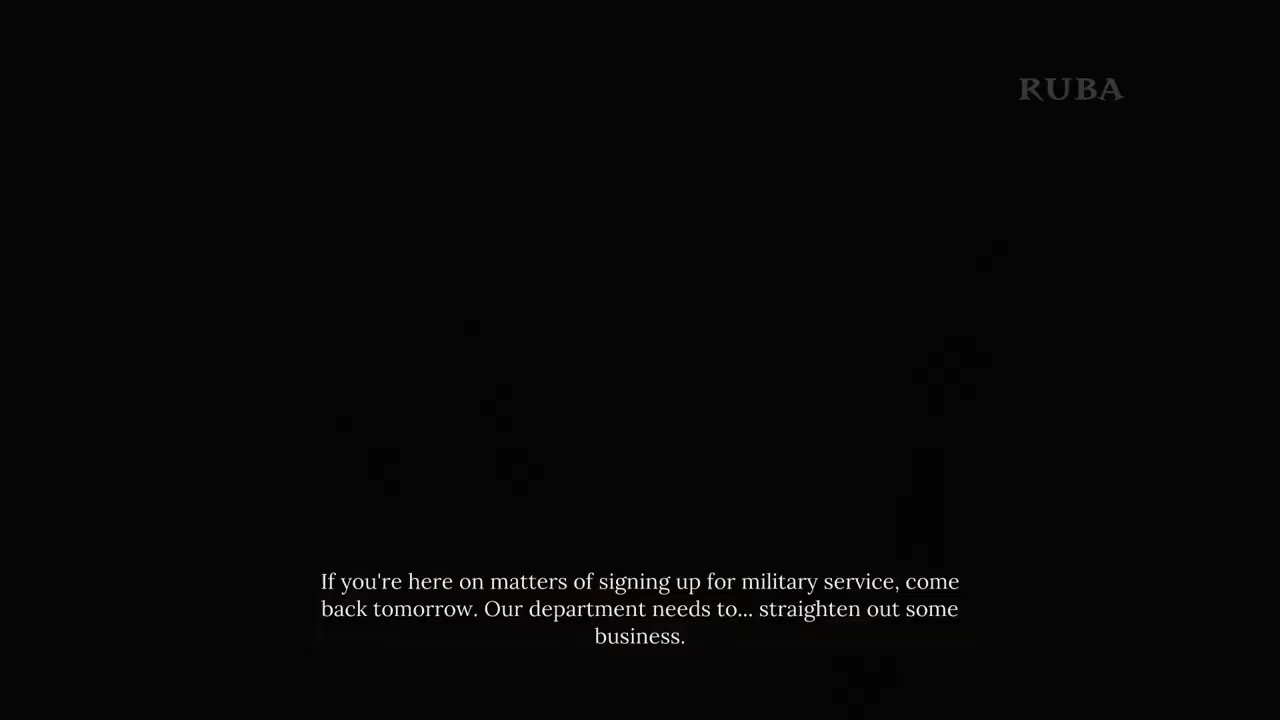 RUBA
If you're here on matters of signing up for military service, come
back tomorrow. Our department needs to... straighten out some
business.